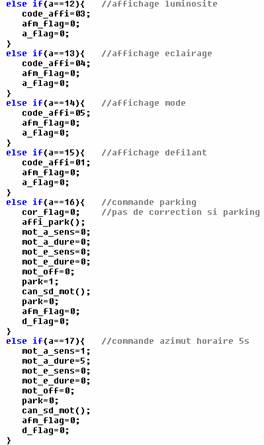 else if(a==12){ //affichage luminosite
code_affi=03;
afm_flag=0;
a_flag=0;
}
else if(a==13){ //affichage eclairage
code_affi=04;
afm_flag=0;
a_flag=0;
}
else if(a==14){ //affichage mode
code_affi=05;
afm_flag=0;
a_flag=0;
}
else if(a==15){ //affichage defilant
code_affi=01;
afm_flag=0;
a_flag=0;
}
else if(a==16){ //commande parking
cor_flag=0; //pas de correction si parking
affi_park();
mot_a_sens=0;
mot_a_dure=0;
mot_e_sens=0;
mot_e_dure=0;
mot_off=0;
park=1;
can_sd_mot();
park=0;
afm_flag=0;
d_flag=0;
}
else if(a==17){ //commande azimut horaire 5s
mot_a_sens=1;
mot_a_dure=5;
mot_e_sens=0;
mot_e_dure=0;
mot_off=0;
park=0;
can_sd_mot();
afm_flag=0;
d_flag=0;
}